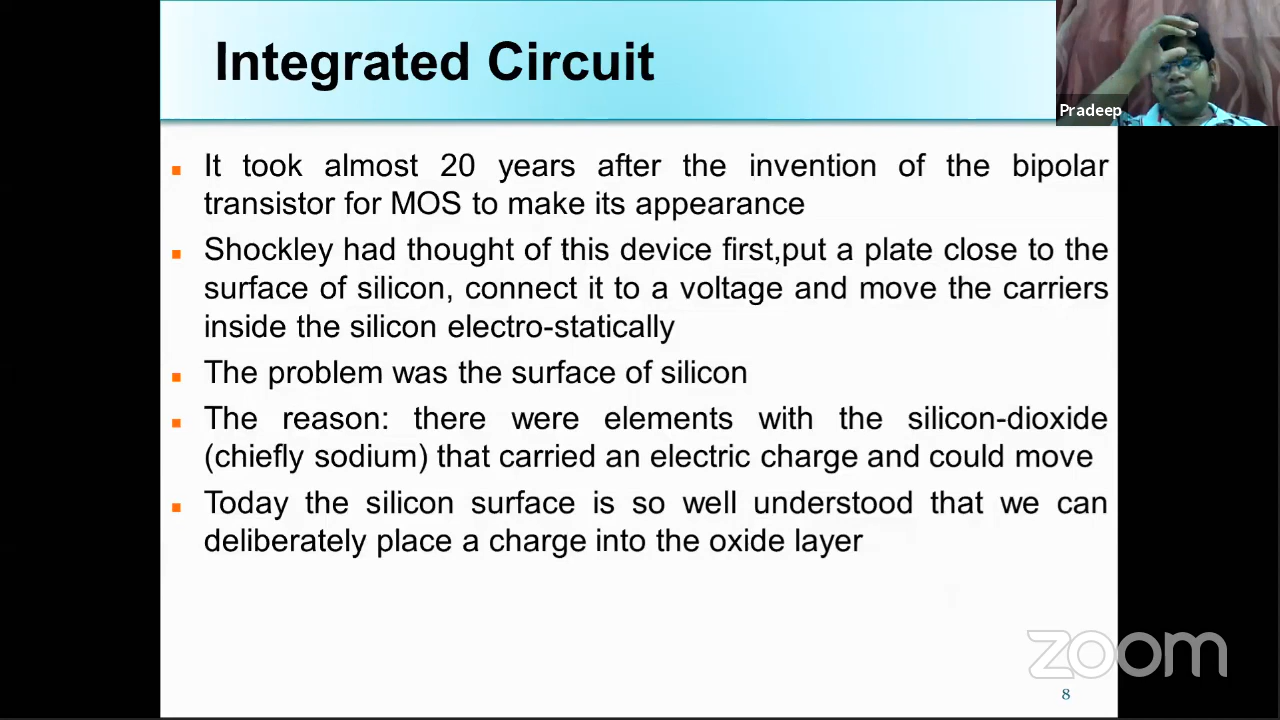 Integrated Circuit
Pradeep
It took almost 20 years after the invention of the bipolar
transistor for MOS to make its appearance
Shockley had thought of this device first,put a plate close to the
surface of silicon, connect it to a voltage and move the carriers
inside the silicon electro-statically
The problem was the surface of silicon
The reason: there were elements with the silicon-dioxide
(chiefly sodium) that carried an electric charge and could move
Today the silicon surface is so well understood that we can
deliberately place a charge into the oxide layer
zoom
8